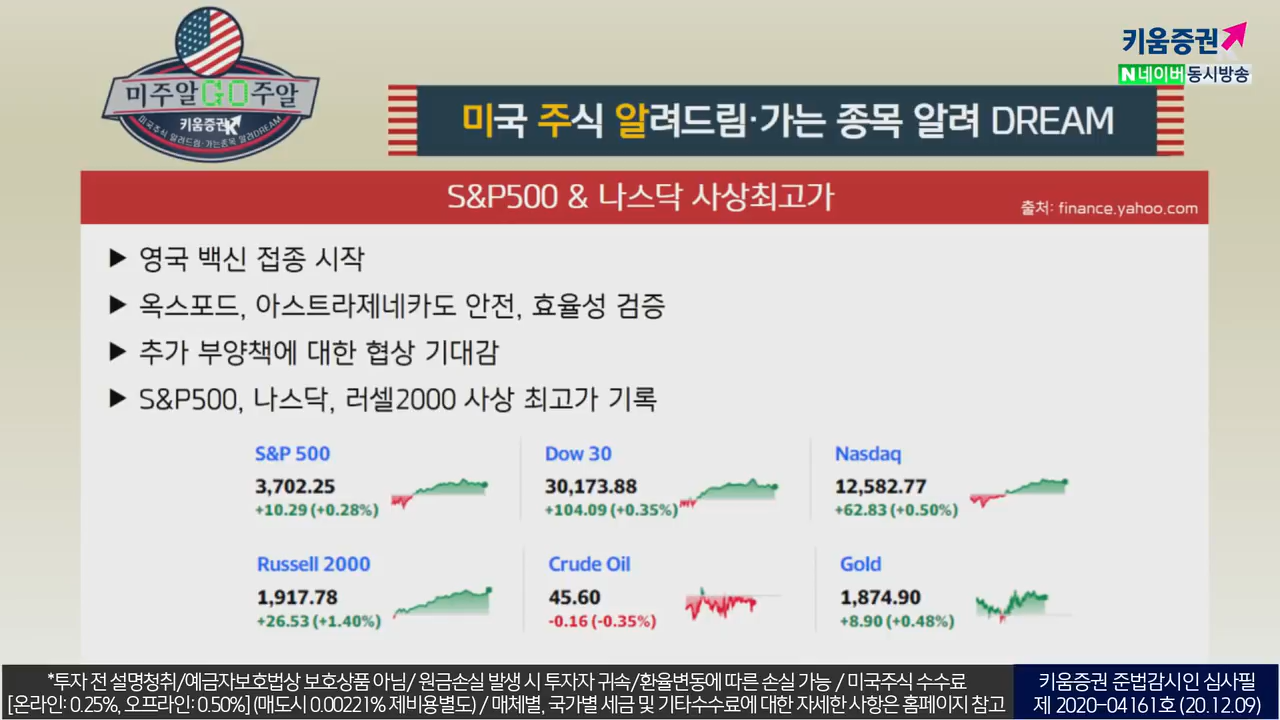 미주알GO주알
키움증권
미국주식 알려드림·가는종목 알려DREAM
키움증권
N 네이버 동시방송
미국 주식 알려드림·가는 종목 알려 DREAM
S&P500 & 나스닥 사상최고가
출처: finance.yahoo.com
▶ 영국 백신 접종 시작
▶ 옥스포드, 아스트라제네카도 안전, 효율성 검증
▶ 추가 부양책에 대한 협상 기대감
▶ S&P500, 나스닥, 러셀2000 사상 최고가 기록
S&P 500
3,702.25
+10.29 (+0.28%)
Dow 30
30,173.88
+104.09 (+0.35%)
Nasdaq
12,582.77
+62.83 (+0.50%)
Russell 2000
1,917.78
+26.53 (+1.40%)
Crude Oil
45.60
-0.16 (-0.35%)
Gold
1,874.90
+8.90 (+0.48%)
*투자 전 설명청취/예금자보호법상 보호상품 아님/ 원금손실 발생 시 투자자 귀속/환율변동에 따른 손실 가능 / 미국주식 수수료
[온라인: 0.25%, 오프라인: 0.50%] (매도시 0.00221% 제비용별도) / 매체별, 국가별 세금 및 기타수수료에 대한 자세한 사항은 홈페이지 참고
키움증권 준법감시인 심사필
제 2020-04161호 (20.12.09)